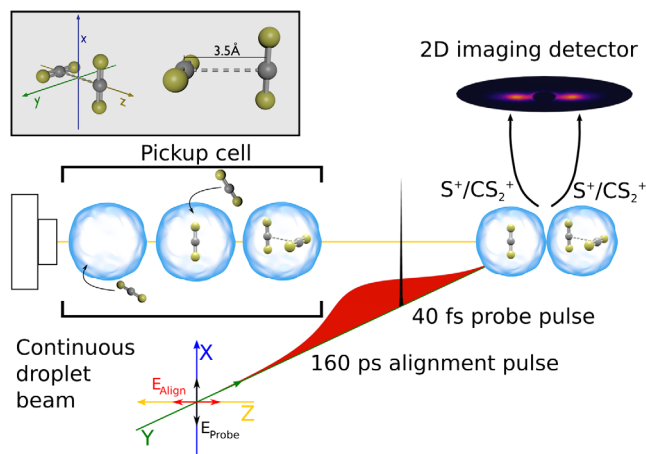 x
3.5Å
y
z
2D imaging detector
Pickup cell
S⁺/CS₂⁺
S⁺/CS₂⁺
40 fs probe pulse
160 ps alignment pulse
Continuous
droplet
beam
X
E_Align
Z
Y
E_Probe